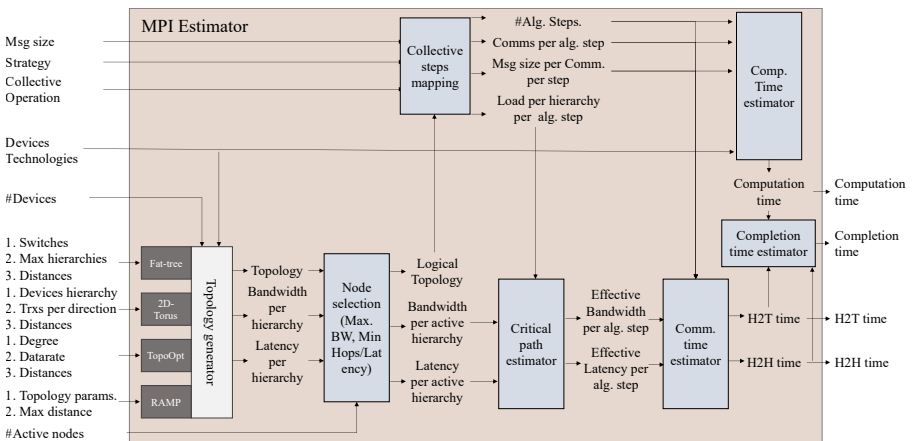 MPI Estimator
Msg size
Strategy
Collective
Operation
Devices
Technologies
#Devices
1. Switches
2. Max hierarchies
3. Distances
1. Devices hierarchy
2. Trxs per direction
3. Distances
1. Degree
2. Datarate
3. Distances
1. Topology params.
2. Max distance
#Active nodes
Fat-tree
2D-
Torus
TopoOpt
RAMP
Topology generator
Topology
Bandwidth
per
hierarchy
Latency
per
hierarchy
Node
selection
(Max.
BW, Min
Hops/Lat
ency)
Collective
steps
mapping
#Alg. Steps.
Comms per alg. step
Msg size per Comm.
per step
Load per hierarchy
per alg. step
Logical
Topology
Bandwidth
per active
hierarchy
Latency
per active
hierarchy
Critical
path
estimator
Effective
Bandwidth
per alg. step
Effective
Latency per
alg. step
Comm.
time
estimator
Comp.
Time
estimator
Computation
time
Completion
time estimator
H2T time
H2H time
Computation
time
Completion
time
H2T time
H2H time